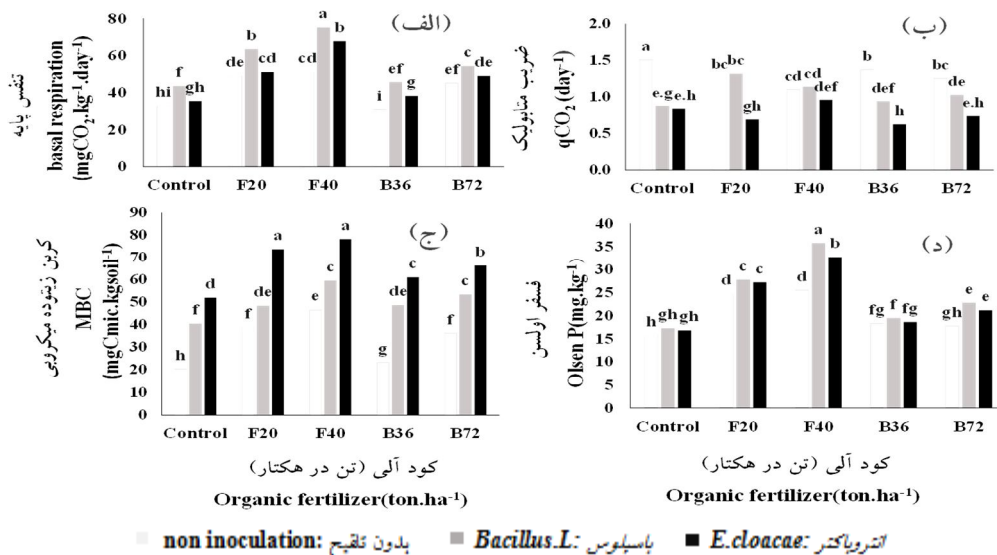 (الف)
تنفس پایه
basal respiration
(mgCO2.kg-1.day-1)
80
60
40
20
0
hi f gh
de cd
cd a
i ef g
ef c de
Control F20 F40 B36 B72
(ب)
ضریب متابولیک
qCO2 (day-1)
2.0
1.5
1.0
0.5
0.0
a e.g e.h
bc bc gh
cd cd def
b def h
bc de e.h
Control F20 F40 B36 B72
(ج)
کربن زیتوده میکروبی
MBC
(mgCmic.kgsoil-1)
90
80
70
60
50
40
30
20
10
0
h f d
f de a
e c a
g de c
f c b
Control F20 F40 B36 B72
(د)
فسفر اولسن
Olsen P(mg.kg-1)
40
35
30
25
20
15
10
5
0
h gh gh
d c c
d a b
fg f fg
gh e e
Control F20 F40 B36 B72
کود آلی (تن در هکتار)
Organic fertilizer(ton.ha-1)
کود آلی (تن در هکتار)
Organic fertilizer(ton.ha-1)
non inoculation: بدون تلقیح Bacillus.L: باسیلوس E.cloacae: انتروباکتر